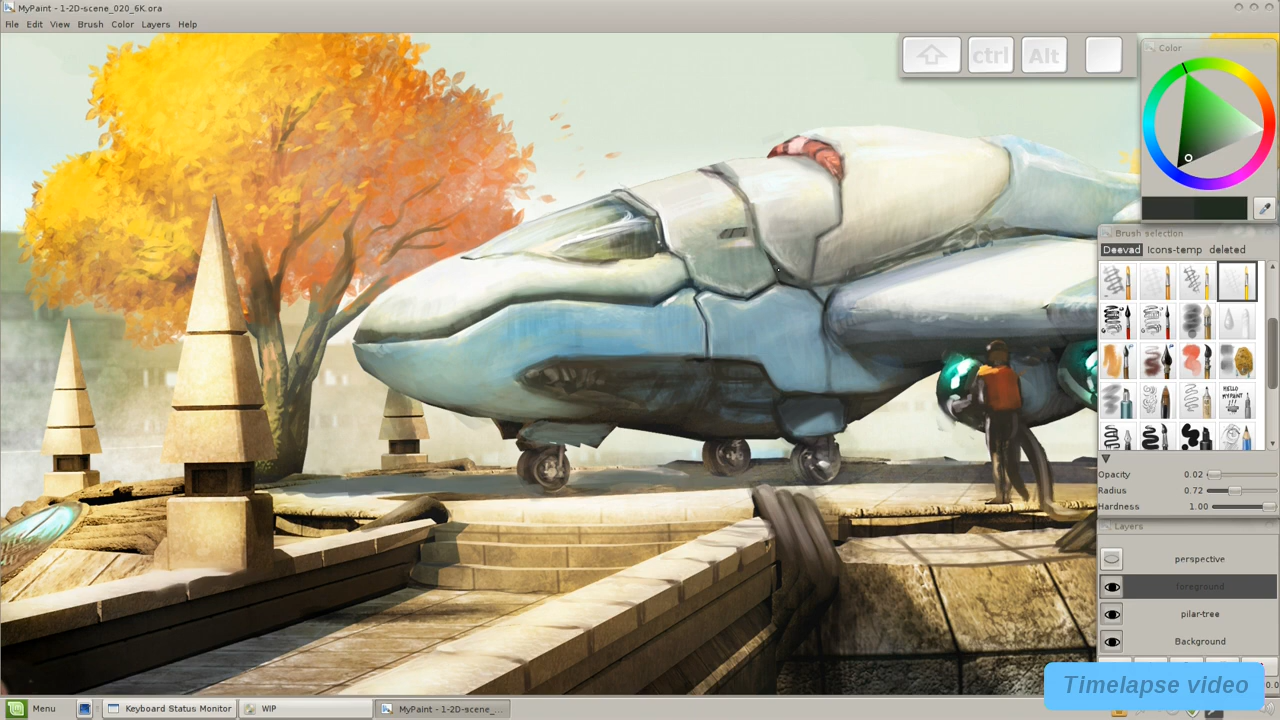 MyPaint - 1-2D-scene_020_6K.ora
File Edit View Brush Color Layers Help
ctrl Alt
Color
Brush selection
Deevad Icons-temp deleted
HELLO
MYPAINT
!!!
Opacity 0.02
Radius 0.72
Hardness 1.00
Layers
perspective
foreground
pilar-tree
Background
Timelapse video
Menu Keyboard Status Monitor WIP MyPaint - 1-2D-scene_...